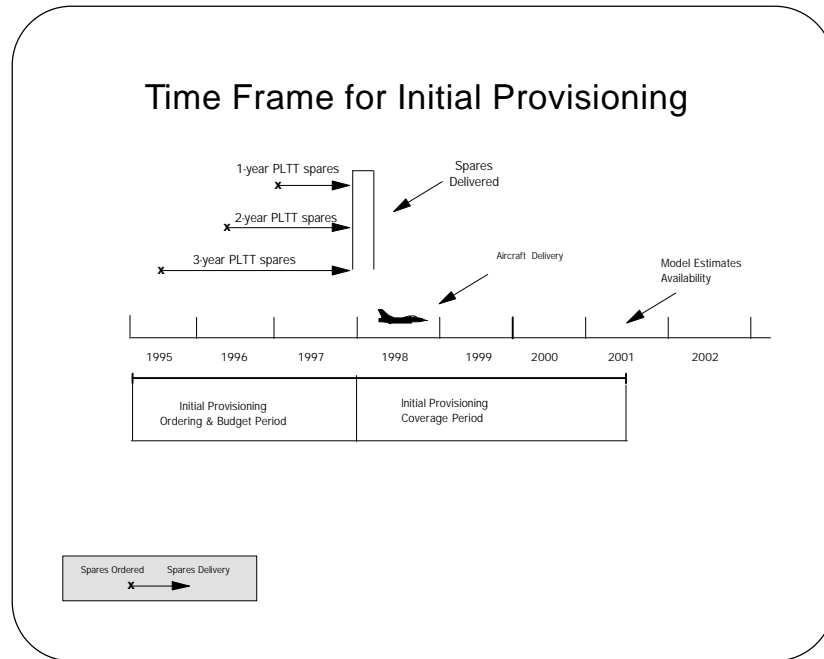 Time Frame for Initial Provisioning
1-year PLTT spares
x
2-year PLTT spares
x
3-year PLTT spares
x
Spares
Delivered
Aircraft Delivery
Model Estimates
Availability
1995 1996 1997 1998 1999 2000 2001 2002
Initial Provisioning
Ordering & Budget Period
Initial Provisioning
Coverage Period
Spares Ordered Spares Delivery
x